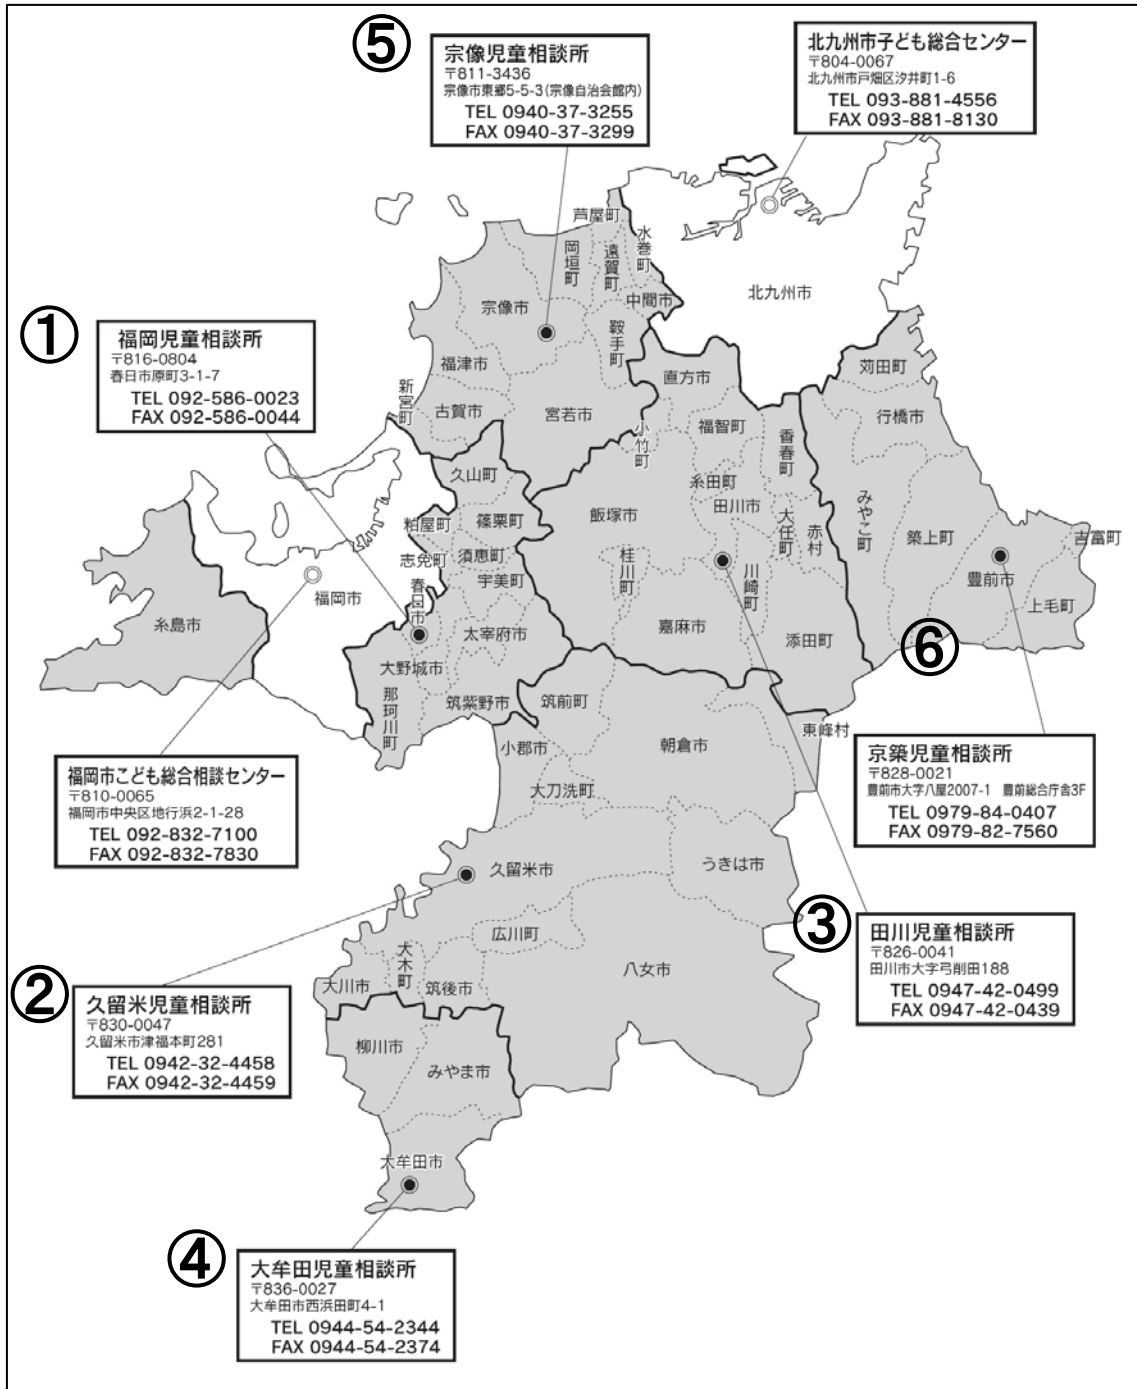 ⑤
宗像児童相談所
〒811-3436
宗像市東郷5-5-3(宗像自治会館内)
TEL 0940-37-3255
FAX 0940-37-3299
北九州市子ども総合センター
〒804-0067
北九州市戸畑区汐井町1-6
TEL 093-881-4556
FAX 093-881-8130
①
福岡児童相談所
〒816-0804
春日市原町3-1-7
TEL 092-586-0023
FAX 092-586-0044
芦屋町
水巻町
岡垣町
遠賀町
中間市
宗像市
鞍手町
福津市
新宮町
古賀市
宮若市
北九州市
直方市
小竹町
福智町
香春町
苅田町
行橋市
久山町
篠栗町
粕屋町
須恵町
志免町
宇美町
飯塚市
糸田町
田川市
大任町
赤村
みやこ町
築上町
吉富町
豊前市
上毛町
桂川町
川崎町
嘉麻市
添田町
福岡市
春日市
糸島市
太宰府市
大野城市
那珂川町
筑紫野市
筑前町
小郡市
朝倉市
東峰村
大刀洗町
⑥
京築児童相談所
〒828-0021
豊前市大字八屋2007-1 豊前総合庁舎3F
TEL 0979-84-0407
FAX 0979-82-7560
福岡市こども総合相談センター
〒810-0065
福岡市中央区地行浜2-1-28
TEL 092-832-7100
FAX 092-832-7830
久留米市
うきは市
広川町
大木町
大川市
筑後市
八女市
③
田川児童相談所
〒826-0041
田川市大字弓削田188
TEL 0947-42-0499
FAX 0947-42-0439
②
久留米児童相談所
〒830-0047
久留米市津福本町281
TEL 0942-32-4458
FAX 0942-32-4459
柳川市
みやま市
大牟田市
④
大牟田児童相談所
〒836-0027
大牟田市西浜田町4-1
TEL 0944-54-2344
FAX 0944-54-2374